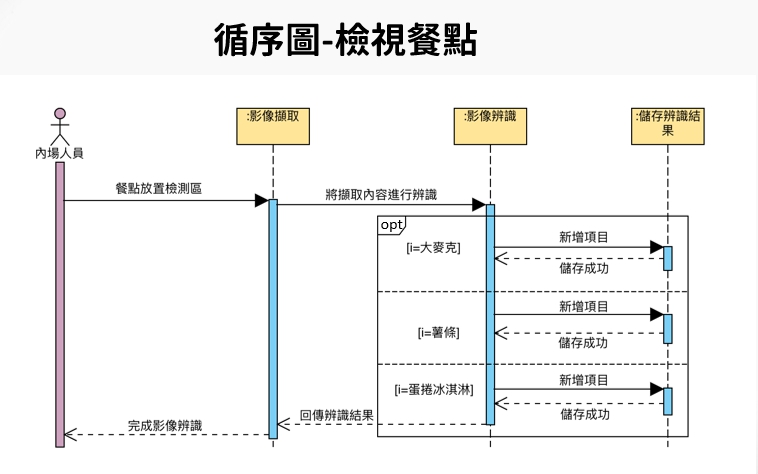 循序圖-檢視餐點
:影像擷取
:影像辨識
:儲存辨識結
果
內場人員
餐點放置檢測區
將擷取內容進行辨識
opt
[i=大麥克]
新增項目
儲存成功
新增項目
[i=薯條]
儲存成功
新增項目
[i=蛋捲冰淇淋]
儲存成功
回傳辨識結果
完成影像辨識